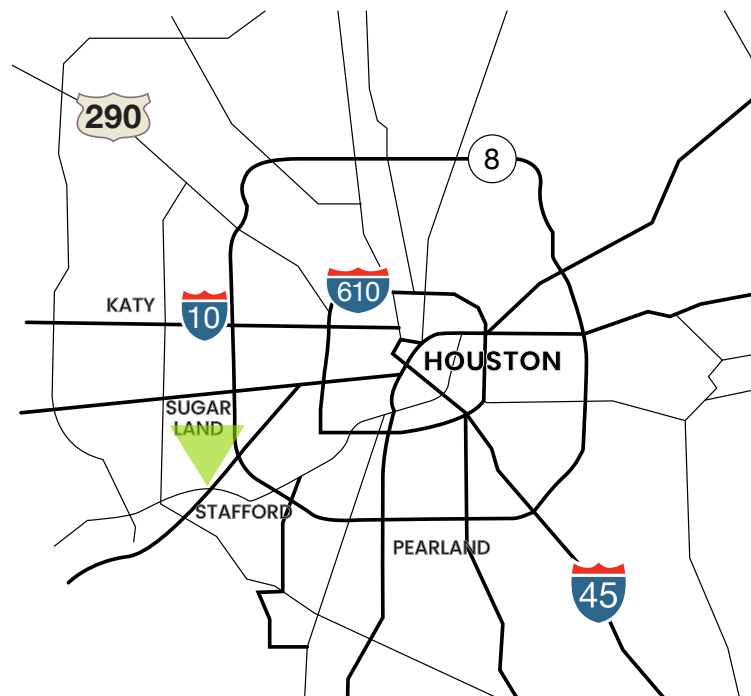 290
8
610
KATY
10
HOUSTON
SUGAR
LAND
STAFFORD
PEARLAND
45